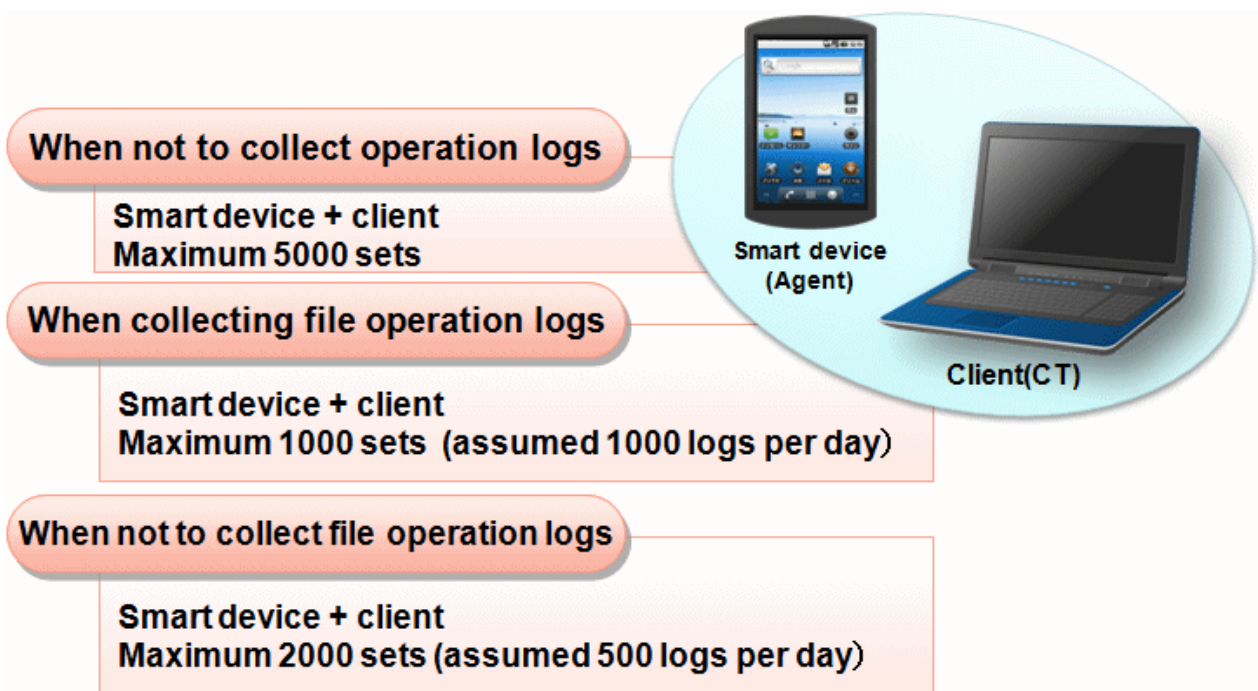 When not to collect operation logs
Smart device + client
Maximum 5000 sets
Smart device
(Agent)
Client(CT)
When collecting file operation logs
Smart device + client
Maximum 1000 sets (assumed 1000 logs per day）
When not to collect file operation logs
Smart device + client
Maximum 2000 sets (assumed 500 logs per day）